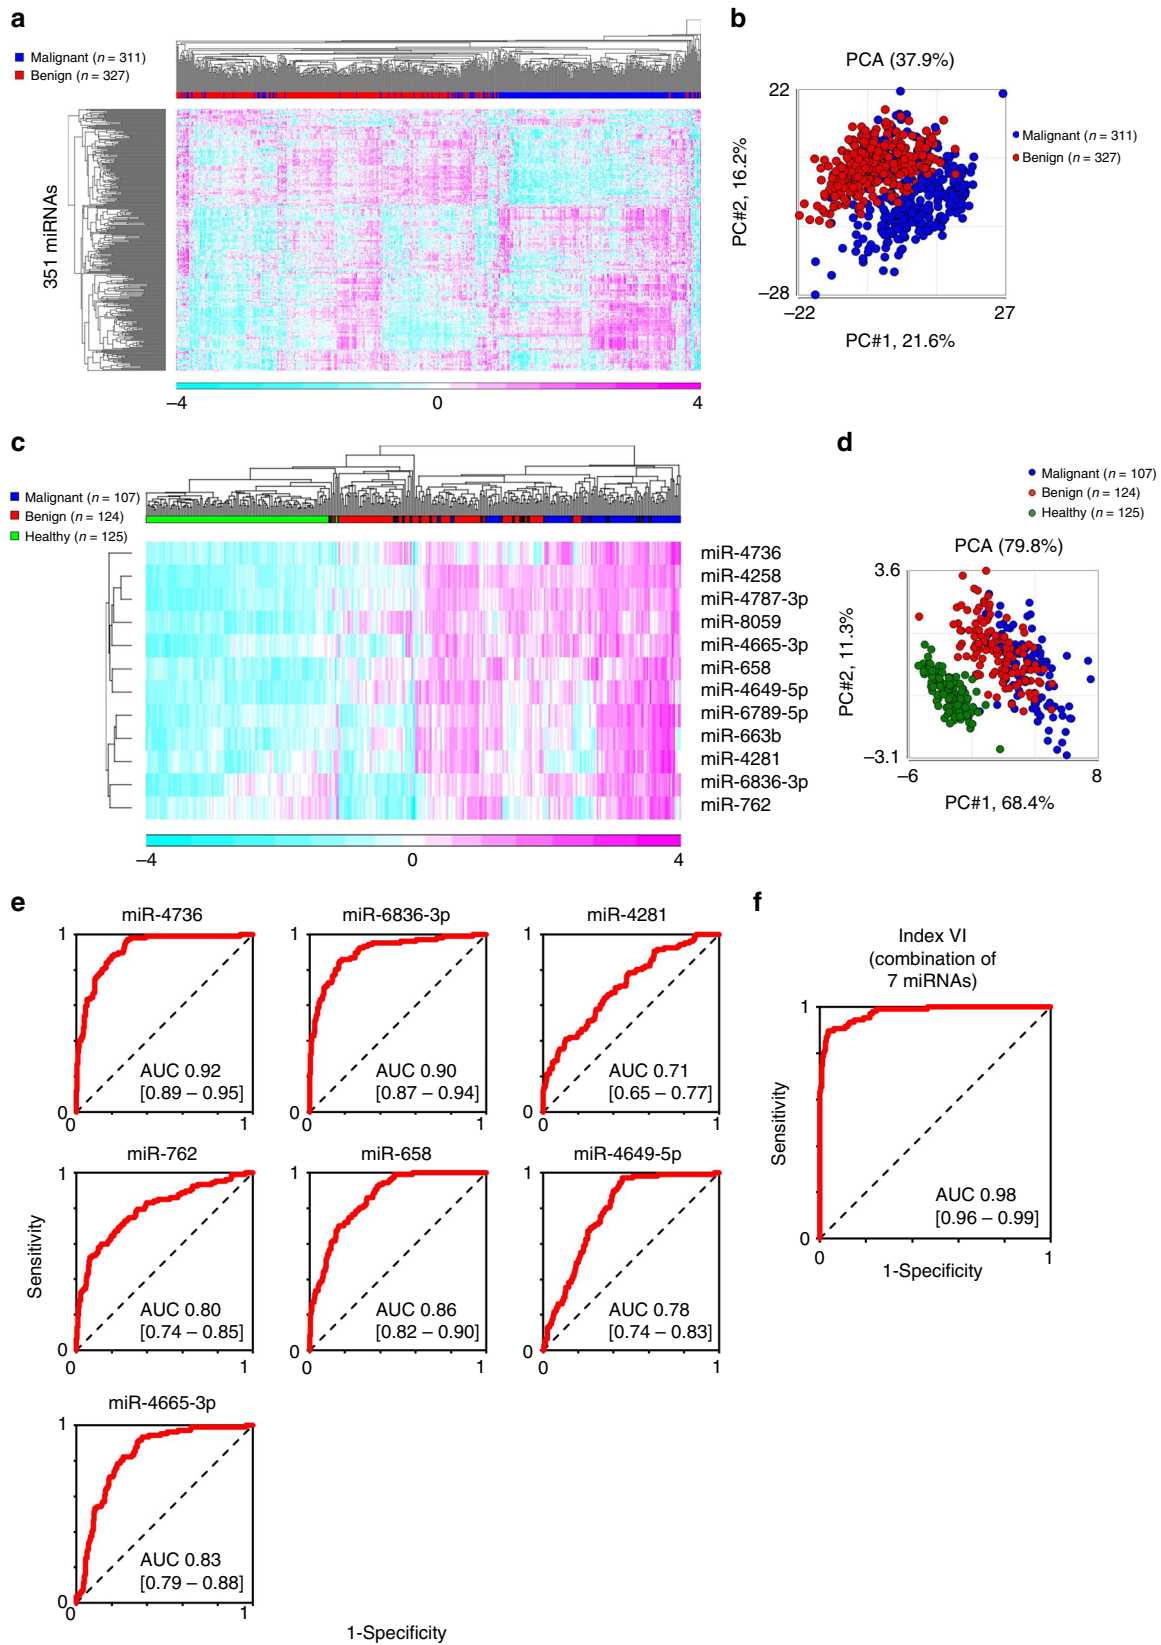 a
Malignant (n = 311)
Benign (n = 327)
351 miRNAs
–4
0
4
b
PCA (37.9%)
22
PC#2, 16.2%
–28
–22
27
PC#1, 21.6%
Malignant (n = 311)
Benign (n = 327)
c
Malignant (n = 107)
Benign (n = 124)
Healthy (n = 125)
miR-4736
miR-4258
miR-4787-3p
miR-8059
miR-4665-3p
miR-658
miR-4649-5p
miR-6789-5p
miR-663b
miR-4281
miR-6836-3p
miR-762
–4
0
4
d
Malignant (n = 107)
Benign (n = 124)
Healthy (n = 125)
PCA (79.8%)
3.6
PC#2, 11.3%
–3.1
–6
8
PC#1, 68.4%
e
miR-4736
1
AUC 0.92
[0.89 – 0.95]
0
0
1
miR-6836-3p
1
AUC 0.90
[0.87 – 0.94]
0
0
1
miR-4281
1
AUC 0.71
[0.65 – 0.77]
0
0
1
miR-762
1
Sensitivity
AUC 0.80
[0.74 – 0.85]
0
0
1
miR-658
1
AUC 0.86
[0.82 – 0.90]
0
0
1
miR-4649-5p
1
AUC 0.78
[0.74 – 0.83]
0
0
1
miR-4665-3p
1
AUC 0.83
[0.79 – 0.88]
0
0
1
1-Specificity
f
Index VI
(combination of
7 miRNAs)
1
Sensitivity
AUC 0.98
[0.96 – 0.99]
0
0
1
1-Specificity